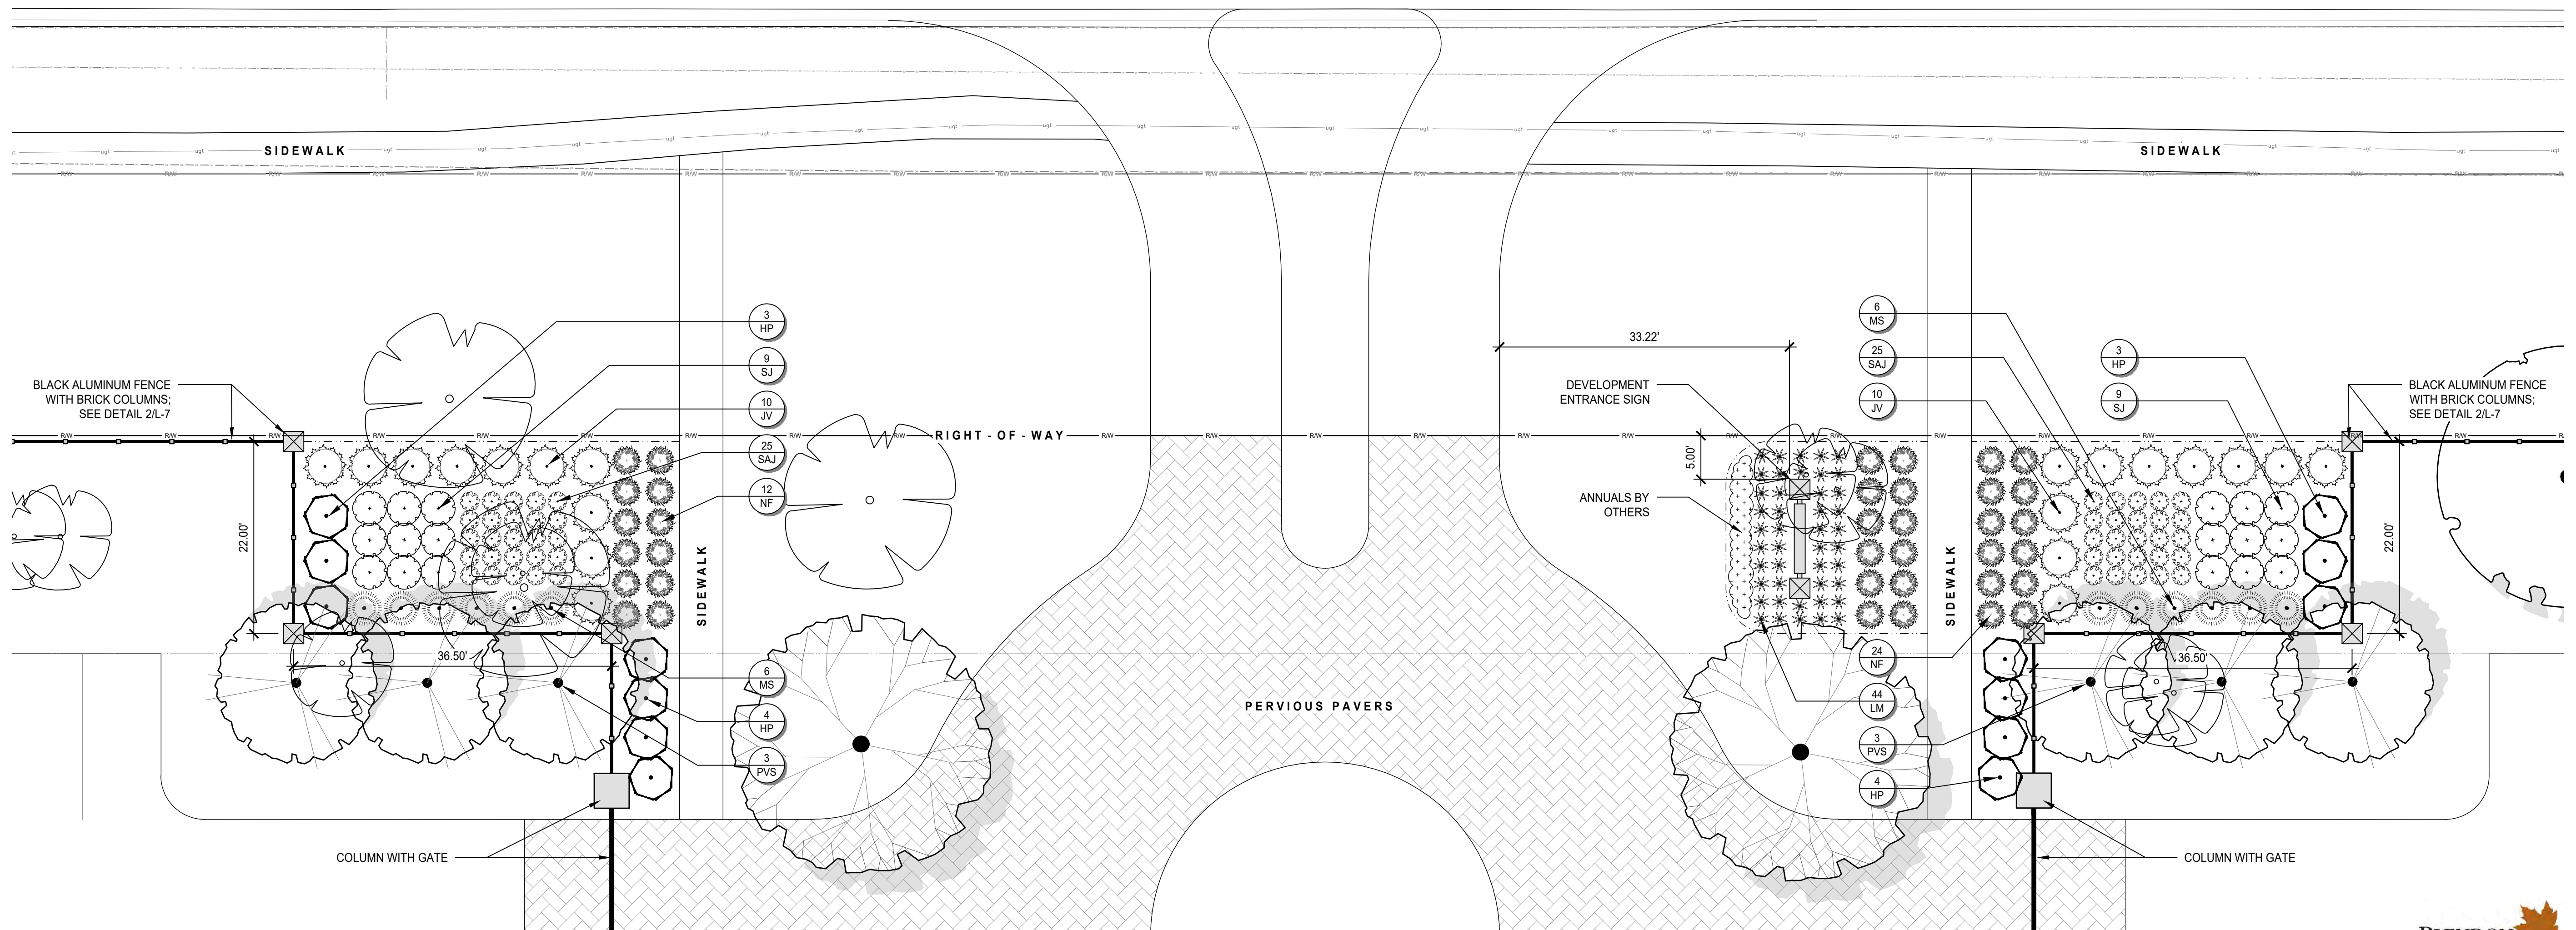 SIDEWALK
SIDEWALK
3
HP
9
SJ
10
JV
25
SAJ
12
NF
BLACK ALUMINUM FENCE
WITH BRICK COLUMNS;
SEE DETAIL 2/L-7
22.00'
36.50'
SIDEWALK
6
MS
4
HP
3
PVS
COLUMN WITH GATE
RIGHT - OF - WAY
PERVIOUS PAVERS
33.22'
DEVELOPMENT
ENTRANCE SIGN
5.00'
ANNUALS BY
OTHERS
6
MS
25
SAJ
10
JV
3
HP
9
SJ
BLACK ALUMINUM FENCE
WITH BRICK COLUMNS;
SEE DETAIL 2/L-7
SIDEWALK
22.00'
36.50'
24
NF
44
LM
3
PVS
4
HP
COLUMN WITH GATE